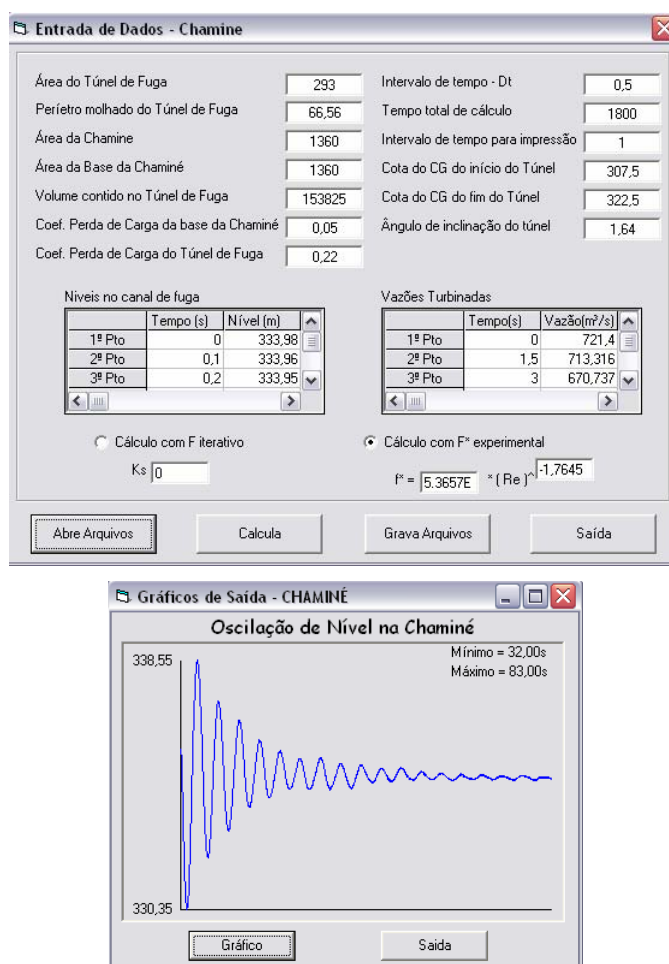 Entrada de Dados - Chamine
Área do Túnel de Fuga 293
Períetro molhado do Túnel de Fuga 66,56
Área da Chamine 1360
Área da Base da Chaminé 1360
Volume contido no Túnel de Fuga 153825
Coef. Perda de Carga da base da Chaminé 0,05
Coef. Perda de Carga do Túnel de Fuga 0,22
Intervalo de tempo - Dt 0,5
Tempo total de cálculo 1800
Intervalo de tempo para impressão 1
Cota do CG do início do Túnel 307,5
Cota do CG do fim do Túnel 322,5
Ângulo de inclinação do túnel 1,64
Niveis no canal de fuga
Tempo (s) Nível (m)
1º Pto 0 333,98
2º Pto 0,1 333,96
3º Pto 0,2 333,95
Vazões Turbinadas
Tempo(s) Vazão(m³/s)
1º Pto 0 721,4
2º Pto 1,5 713,316
3º Pto 3 670,737
Cálculo com F iterativo
Ks 0
Cálculo com F* experimental
f* = 5.3657E * ( Re )^ -1,7645
Abre Arquivos Calcula Grava Arquivos Saída
Gráficos de Saída - CHAMINÉ
Oscilação de Nível na Chaminé
Mínimo = 32,00s
Máximo = 83,00s
338,55
330,35
Gráfico Saida